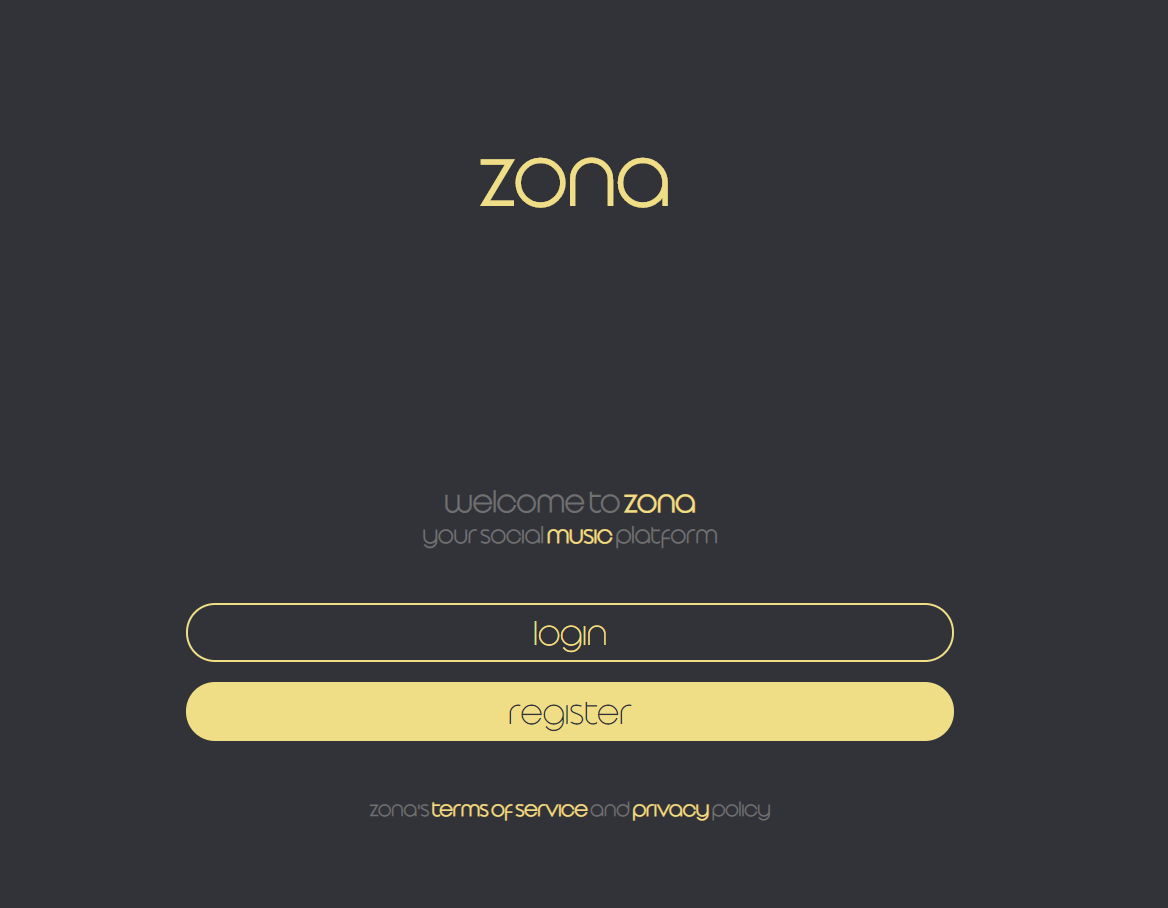 zona
welcome to zona
your social music platform
login
register
zona's terms of service and privacy policy